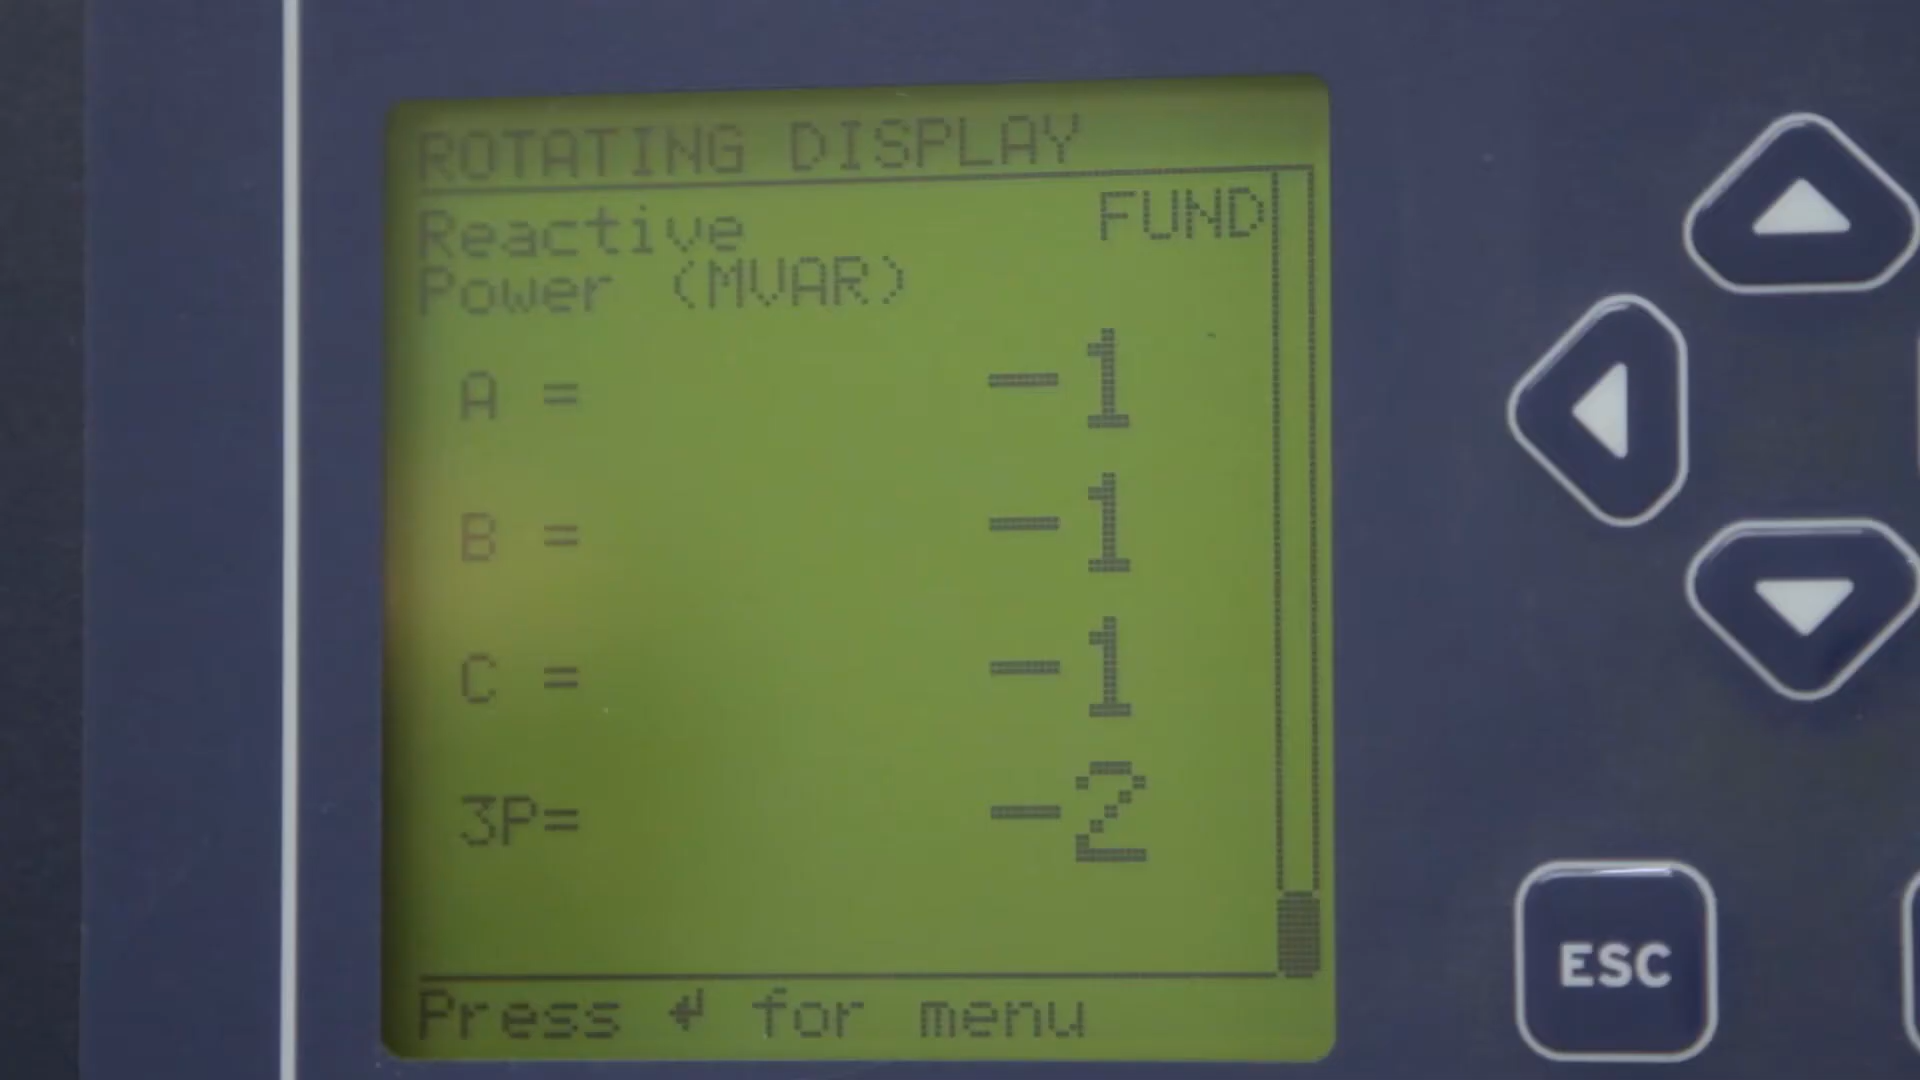 ROTATING DISPLAY
Reactive FUND
Power (MVAR)
A = -1
B = -1
C = -1
3P= -2
Press ↵ for menu
ESC